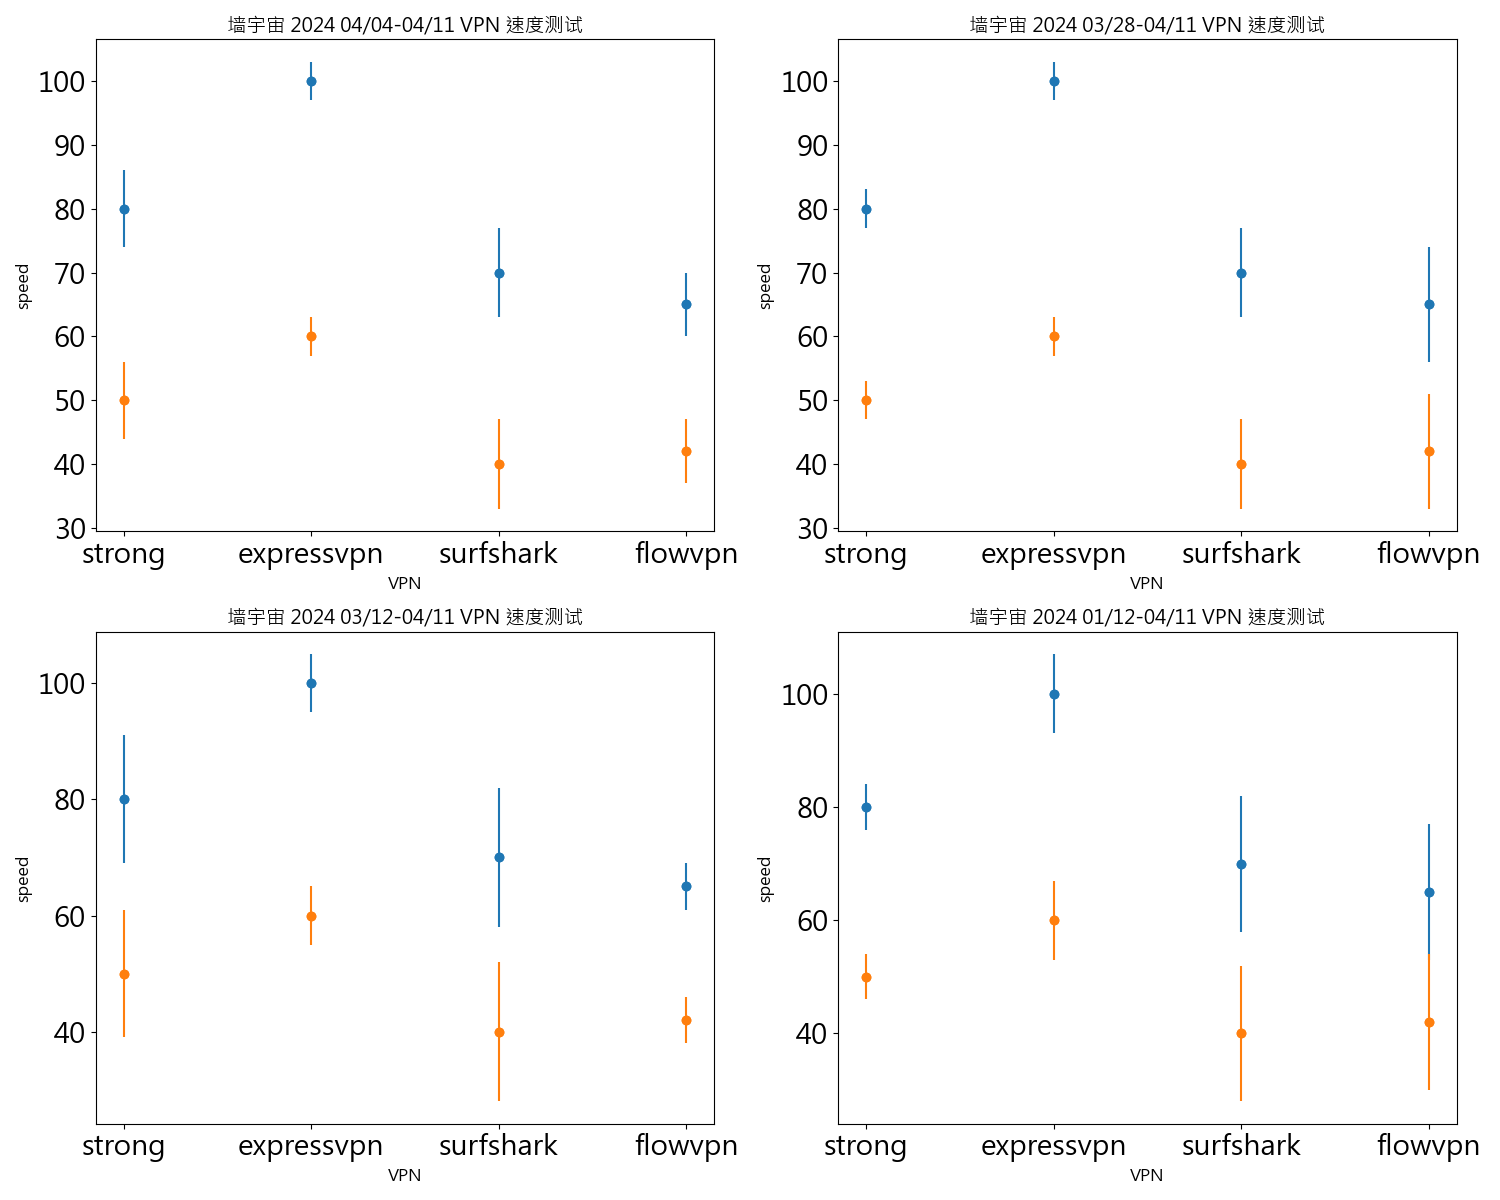 墙宇宙 2024 04/04-04/11 VPN 速度测试
100
90
80
70
60
50
40
30
speed
strong expressvpn surfshark flowvpn
VPN
墙宇宙 2024 03/28-04/11 VPN 速度测试
100
90
80
70
60
50
40
30
speed
strong expressvpn surfshark flowvpn
VPN
墙宇宙 2024 03/12-04/11 VPN 速度测试
100
80
60
40
speed
strong expressvpn surfshark flowvpn
VPN
墙宇宙 2024 01/12-04/11 VPN 速度测试
100
80
60
40
speed
strong expressvpn surfshark flowvpn
VPN